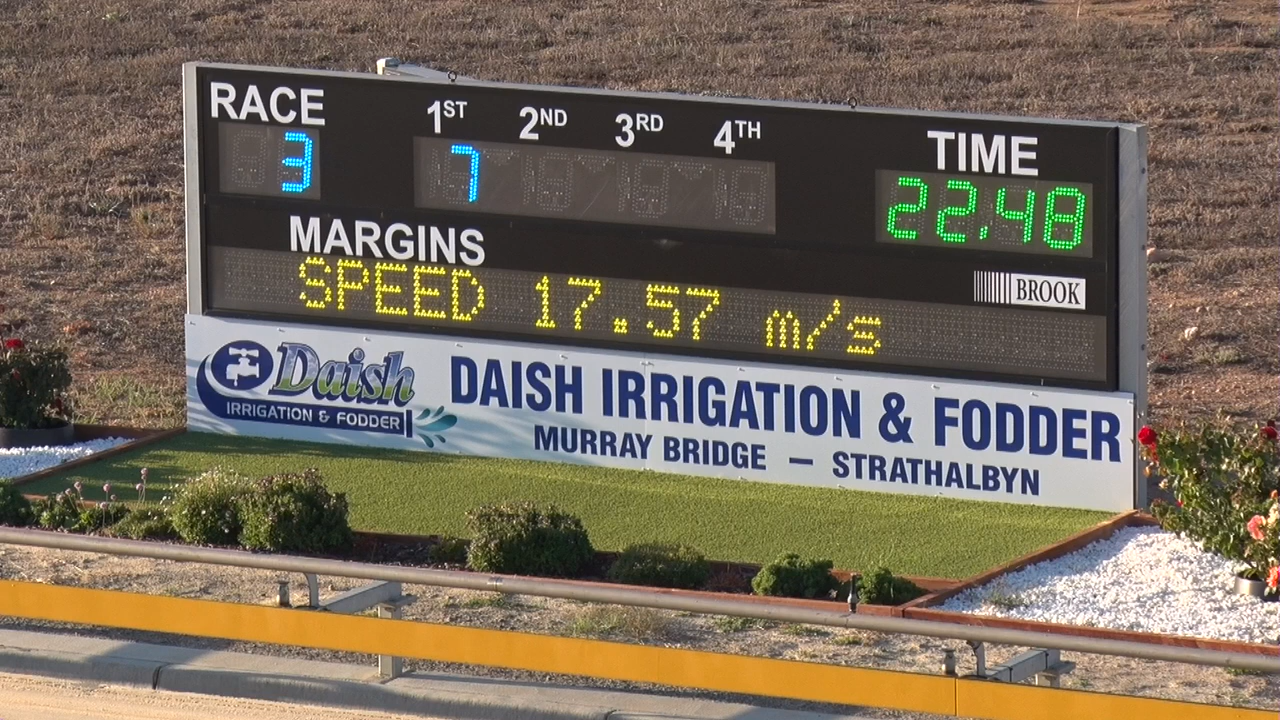 RACE 1ST 2ND 3RD 4TH TIME
3 7 22.48
MARGINS
SPEED 17.57 m/s
BROOK
Daish
IRRIGATION & FODDER
DAISH IRRIGATION & FODDER
MURRAY BRIDGE — STRATHALBYN